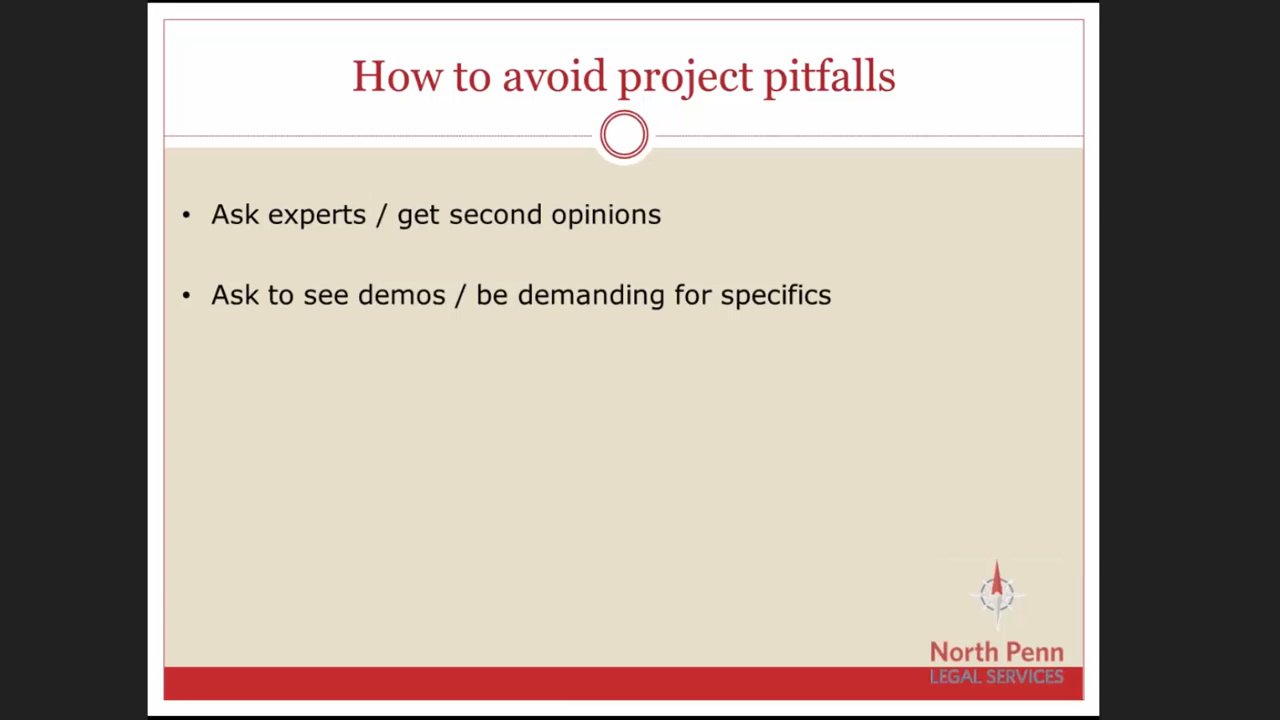 How to avoid project pitfalls
• Ask experts / get second opinions
• Ask to see demos / be demanding for specifics
North Penn
LEGAL SERVICES